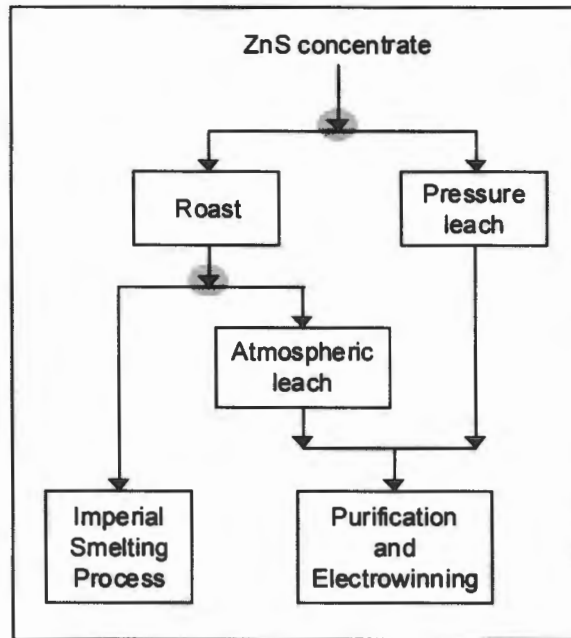 ZnS concentrate
Roast
Pressure
leach
Atmospheric
leach
Imperial
Smelting
Process
Purification
and
Electrowinning